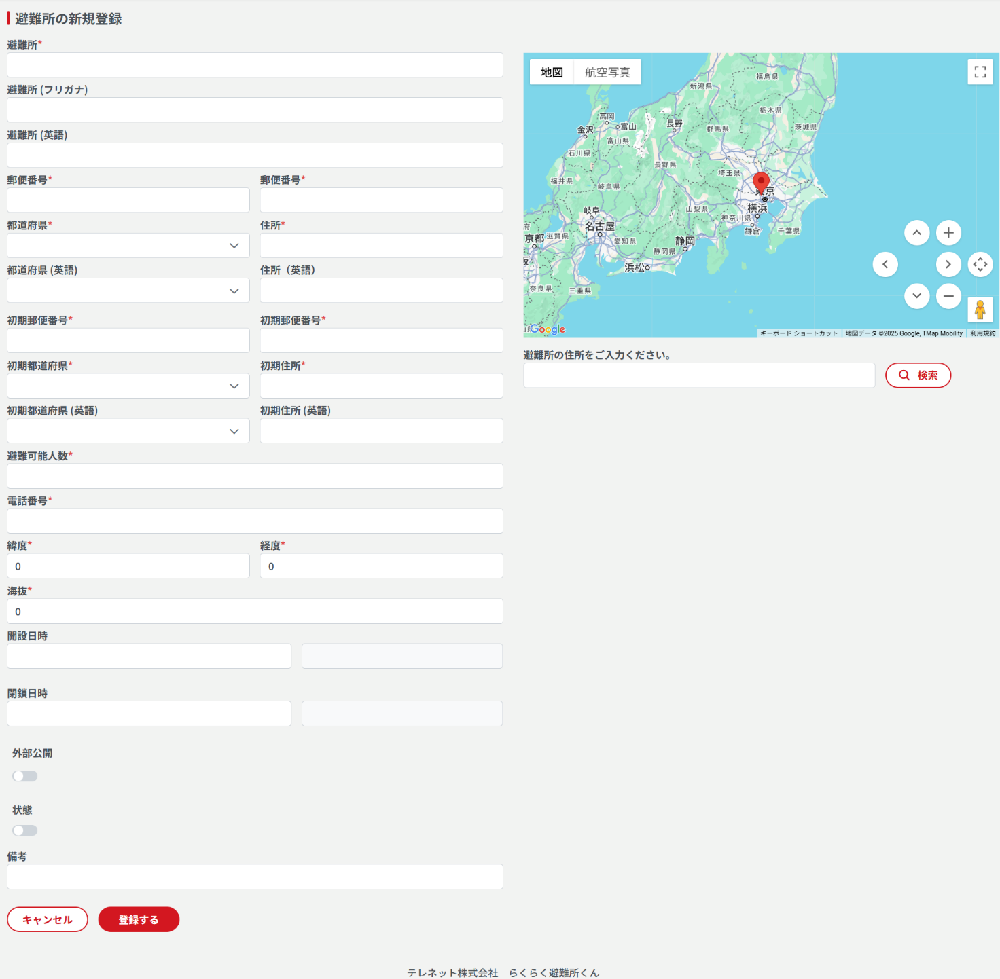 避難所の新規登録
避難所*
避難所 (フリガナ)
避難所 (英語)
郵便番号* 郵便番号*
都道府県* 住所*
都道府県 (英語) 住所（英語）
初期郵便番号* 初期郵便番号*
初期都道府県* 初期住所*
初期都道府県 (英語) 初期住所 (英語)
避難可能人数*
電話番号*
緯度* 経度*
0 0
海抜*
0
開設日時
閉鎖日時
外部公開
状態
備考
キャンセル 登録する
地図 航空写真
福島県
新潟県
栃木県
高岡
金沢 富山 長野 群馬県 茨城県
富山県
石川県
長野県
埼玉県
福井県 岐阜県
東京
岐阜 山梨県 横浜
神奈川県
名古屋 鎌倉 千葉県
府
京都 滋賀県 愛知県 静岡
静岡県
阪 浜松
奈良県 三重県
Google
キーボード ショートカット 地図データ ©2025 Google, TMap Mobility 利用規約
避難所の住所をご入力ください。
検索
テレネット株式会社　らくらく避難所くん